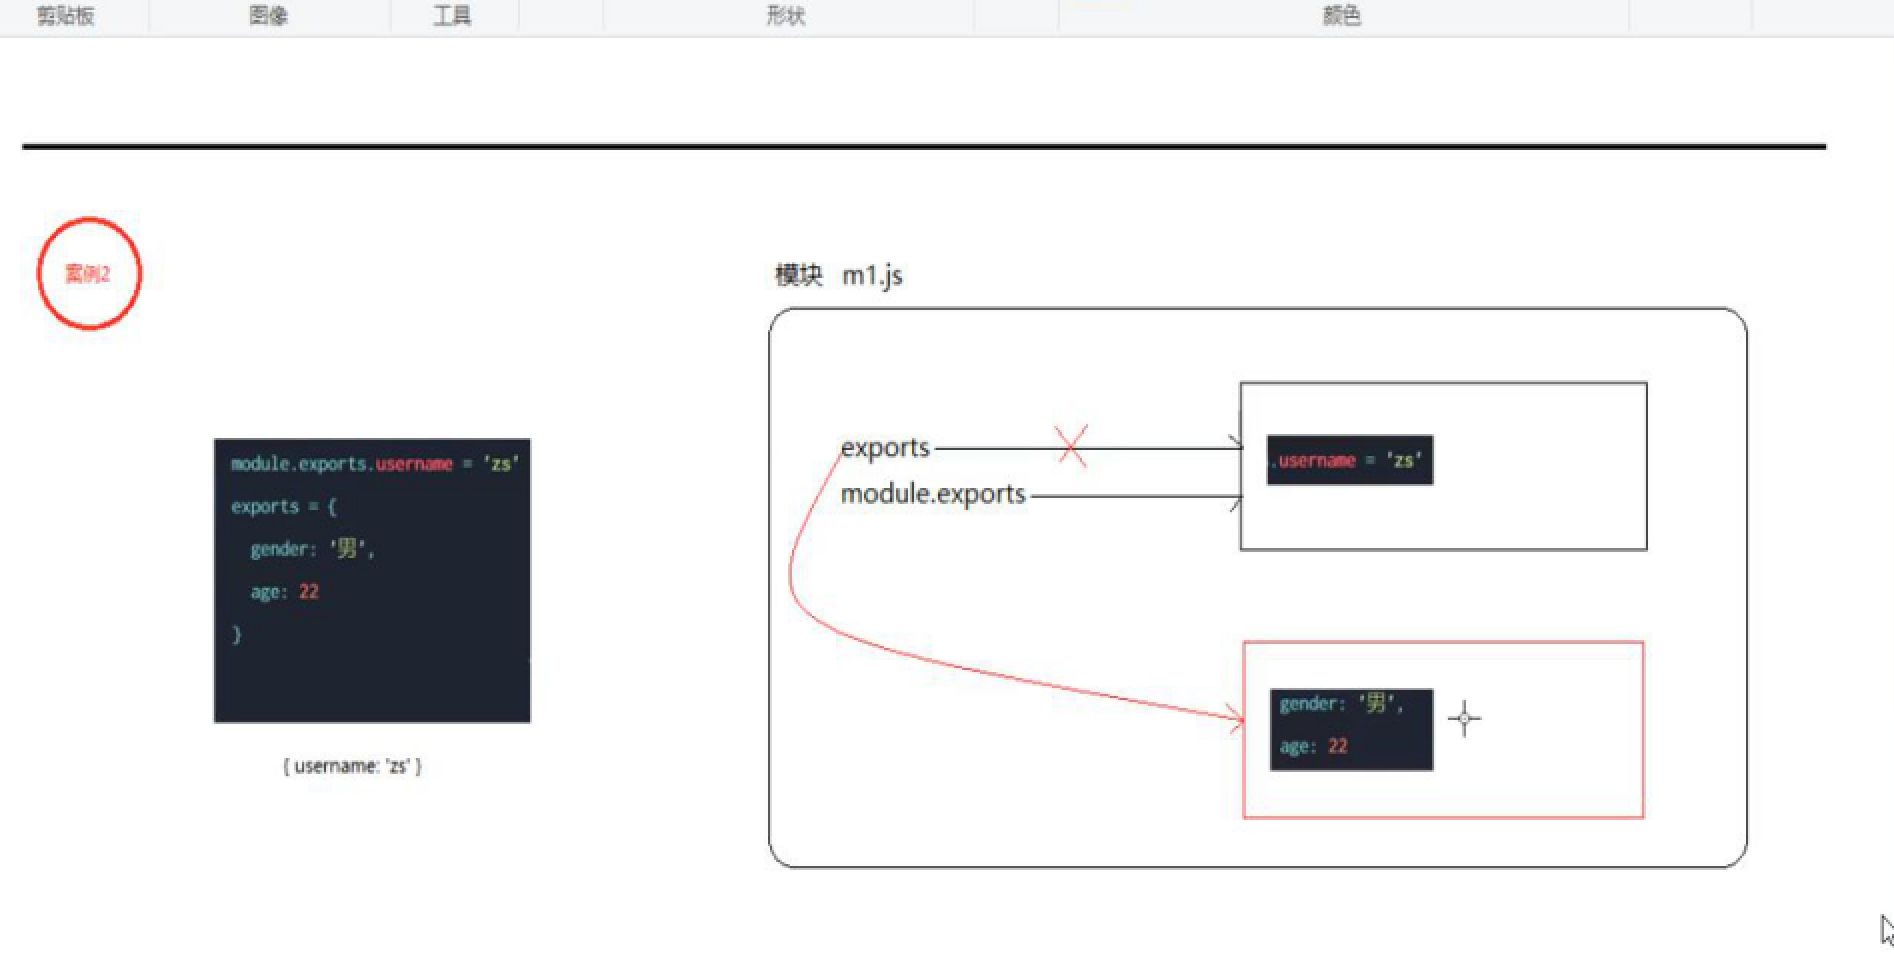 剪贴板 图像 工具 形状 颜色
案例2
模块 m1.js
module.exports.username = 'zs'
exports = {
gender: '男',
age: 22
}
{ username: 'zs' }
exports
module.exports
.username = 'zs'
gender: '男',
age: 22